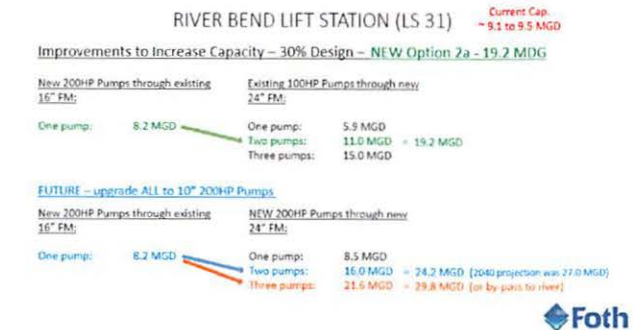 RIVER BEND LIFT STATION (LS 31)
Current Cap.
~ 9.1 to 9.5 MGD
Improvements to Increase Capacity – 30% Design – NEW Option 2a - 19.2 MDG
New 200HP Pumps through existing
16" FM:
Existing 100HP Pumps through new
24" FM:
One pump: 8.2 MGD
One pump: 5.9 MGD
Two pumps: 11.0 MGD = 19.2 MGD
Three pumps: 15.0 MGD
FUTURE – upgrade ALL to 10" 200HP Pumps
New 200HP Pumps through existing
16" FM:
NEW 200HP Pumps through new
24" FM:
One pump: 8.2 MGD
One pump: 8.5 MGD
Two pumps: 16.0 MGD = 24.2 MGD (2040 projection was 27.0 MGD)
Three pumps: 21.6 MGD = 29.8 MGD (or by-pass to river)
Foth